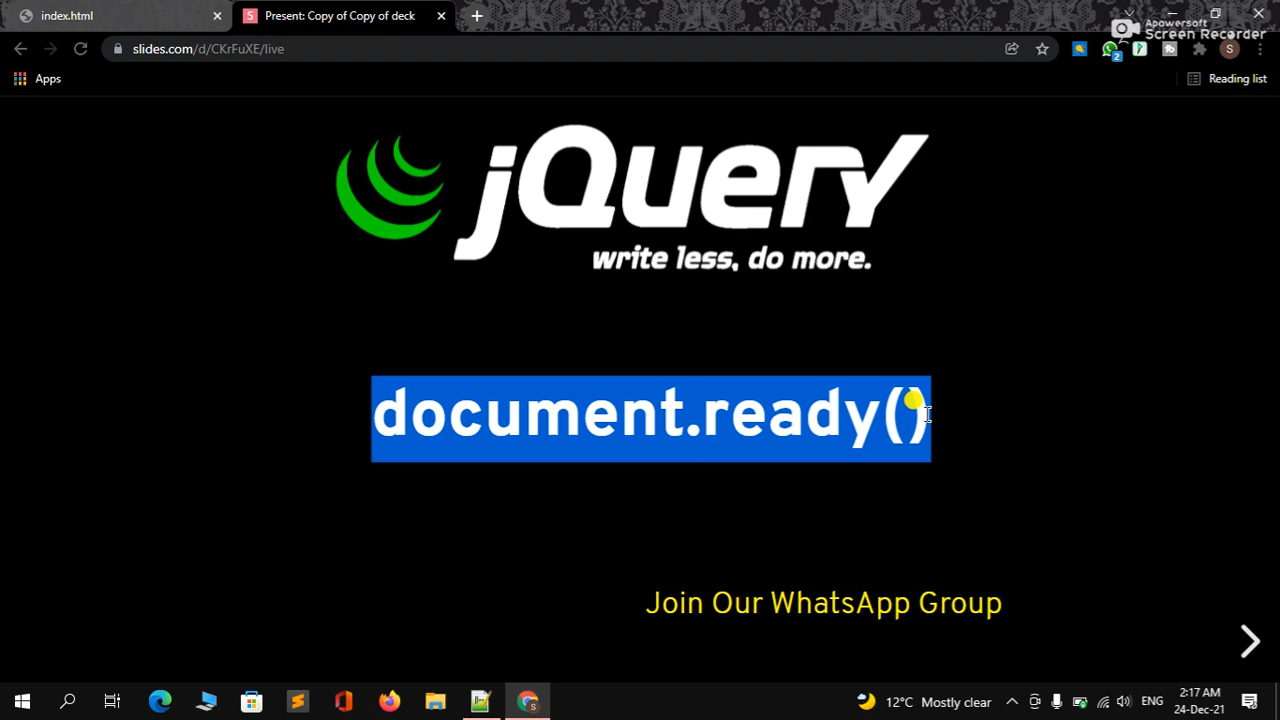 index.html
Present: Copy of Copy of deck
Apowersoft
Screen Recorder
slides.com/d/CKrFuXE/live
2
S
Apps
Reading list
jQuery
write less, do more.
document.ready()
Join Our WhatsApp Group
12°C Mostly clear
ENG
2:17 AM
24-Dec-21